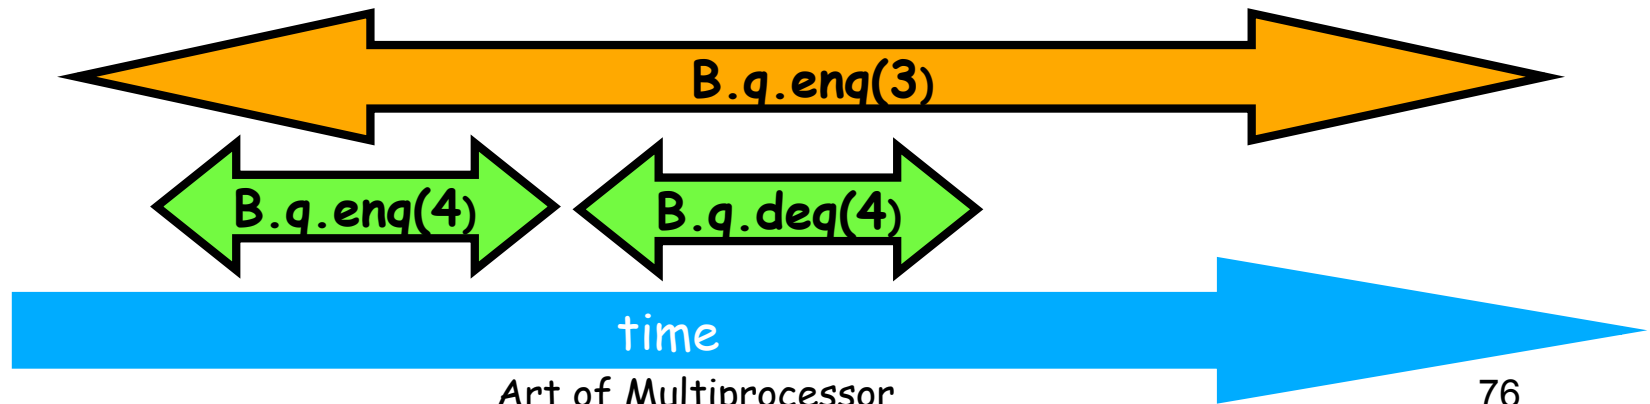 B.q.enq(3)
B.q.enq(4) B.q.deq(4)
time
Art of Multiprocessor 76